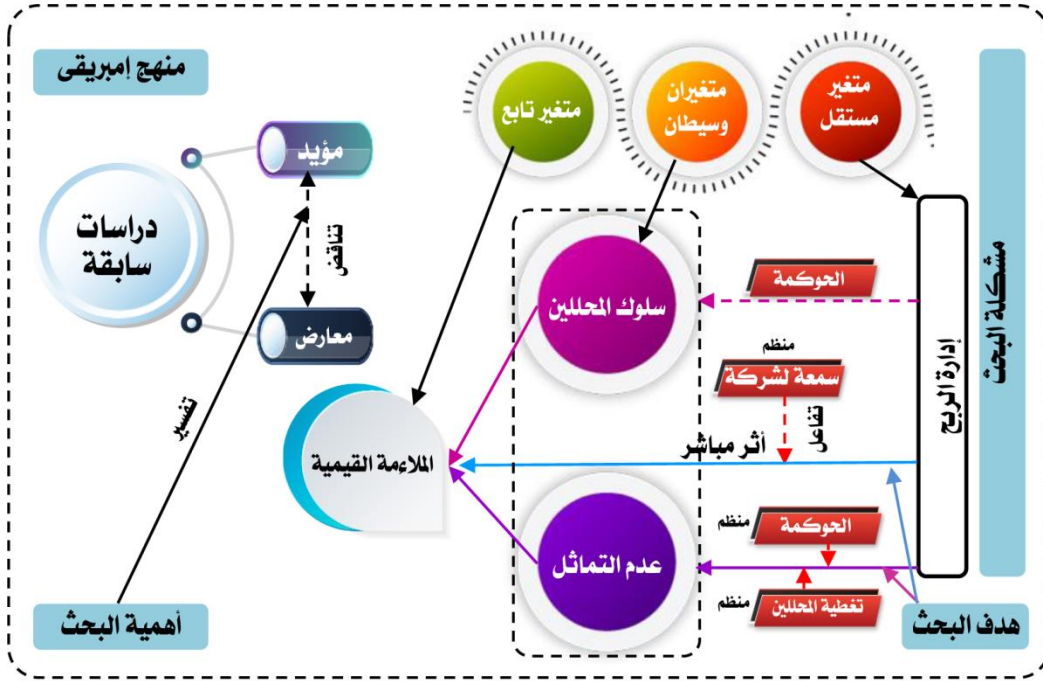 متغير
مستقل
متغيران
وسيطان
متغير تابع
منهج إمبريقى
مشكلة البحث
إدارة الربح
مؤيد
تناقض
معارض
دراسات
سابقة
تفسير
الحوكمة
سلوك المحللين
منظم
سمعة لشركة
تفاعل
أثر مباشر
الملاءمة القيمية
منظم
الحوكمة
عدم التماثل
منظم
تغطية المحللين
هدف البحث
أهمية البحث